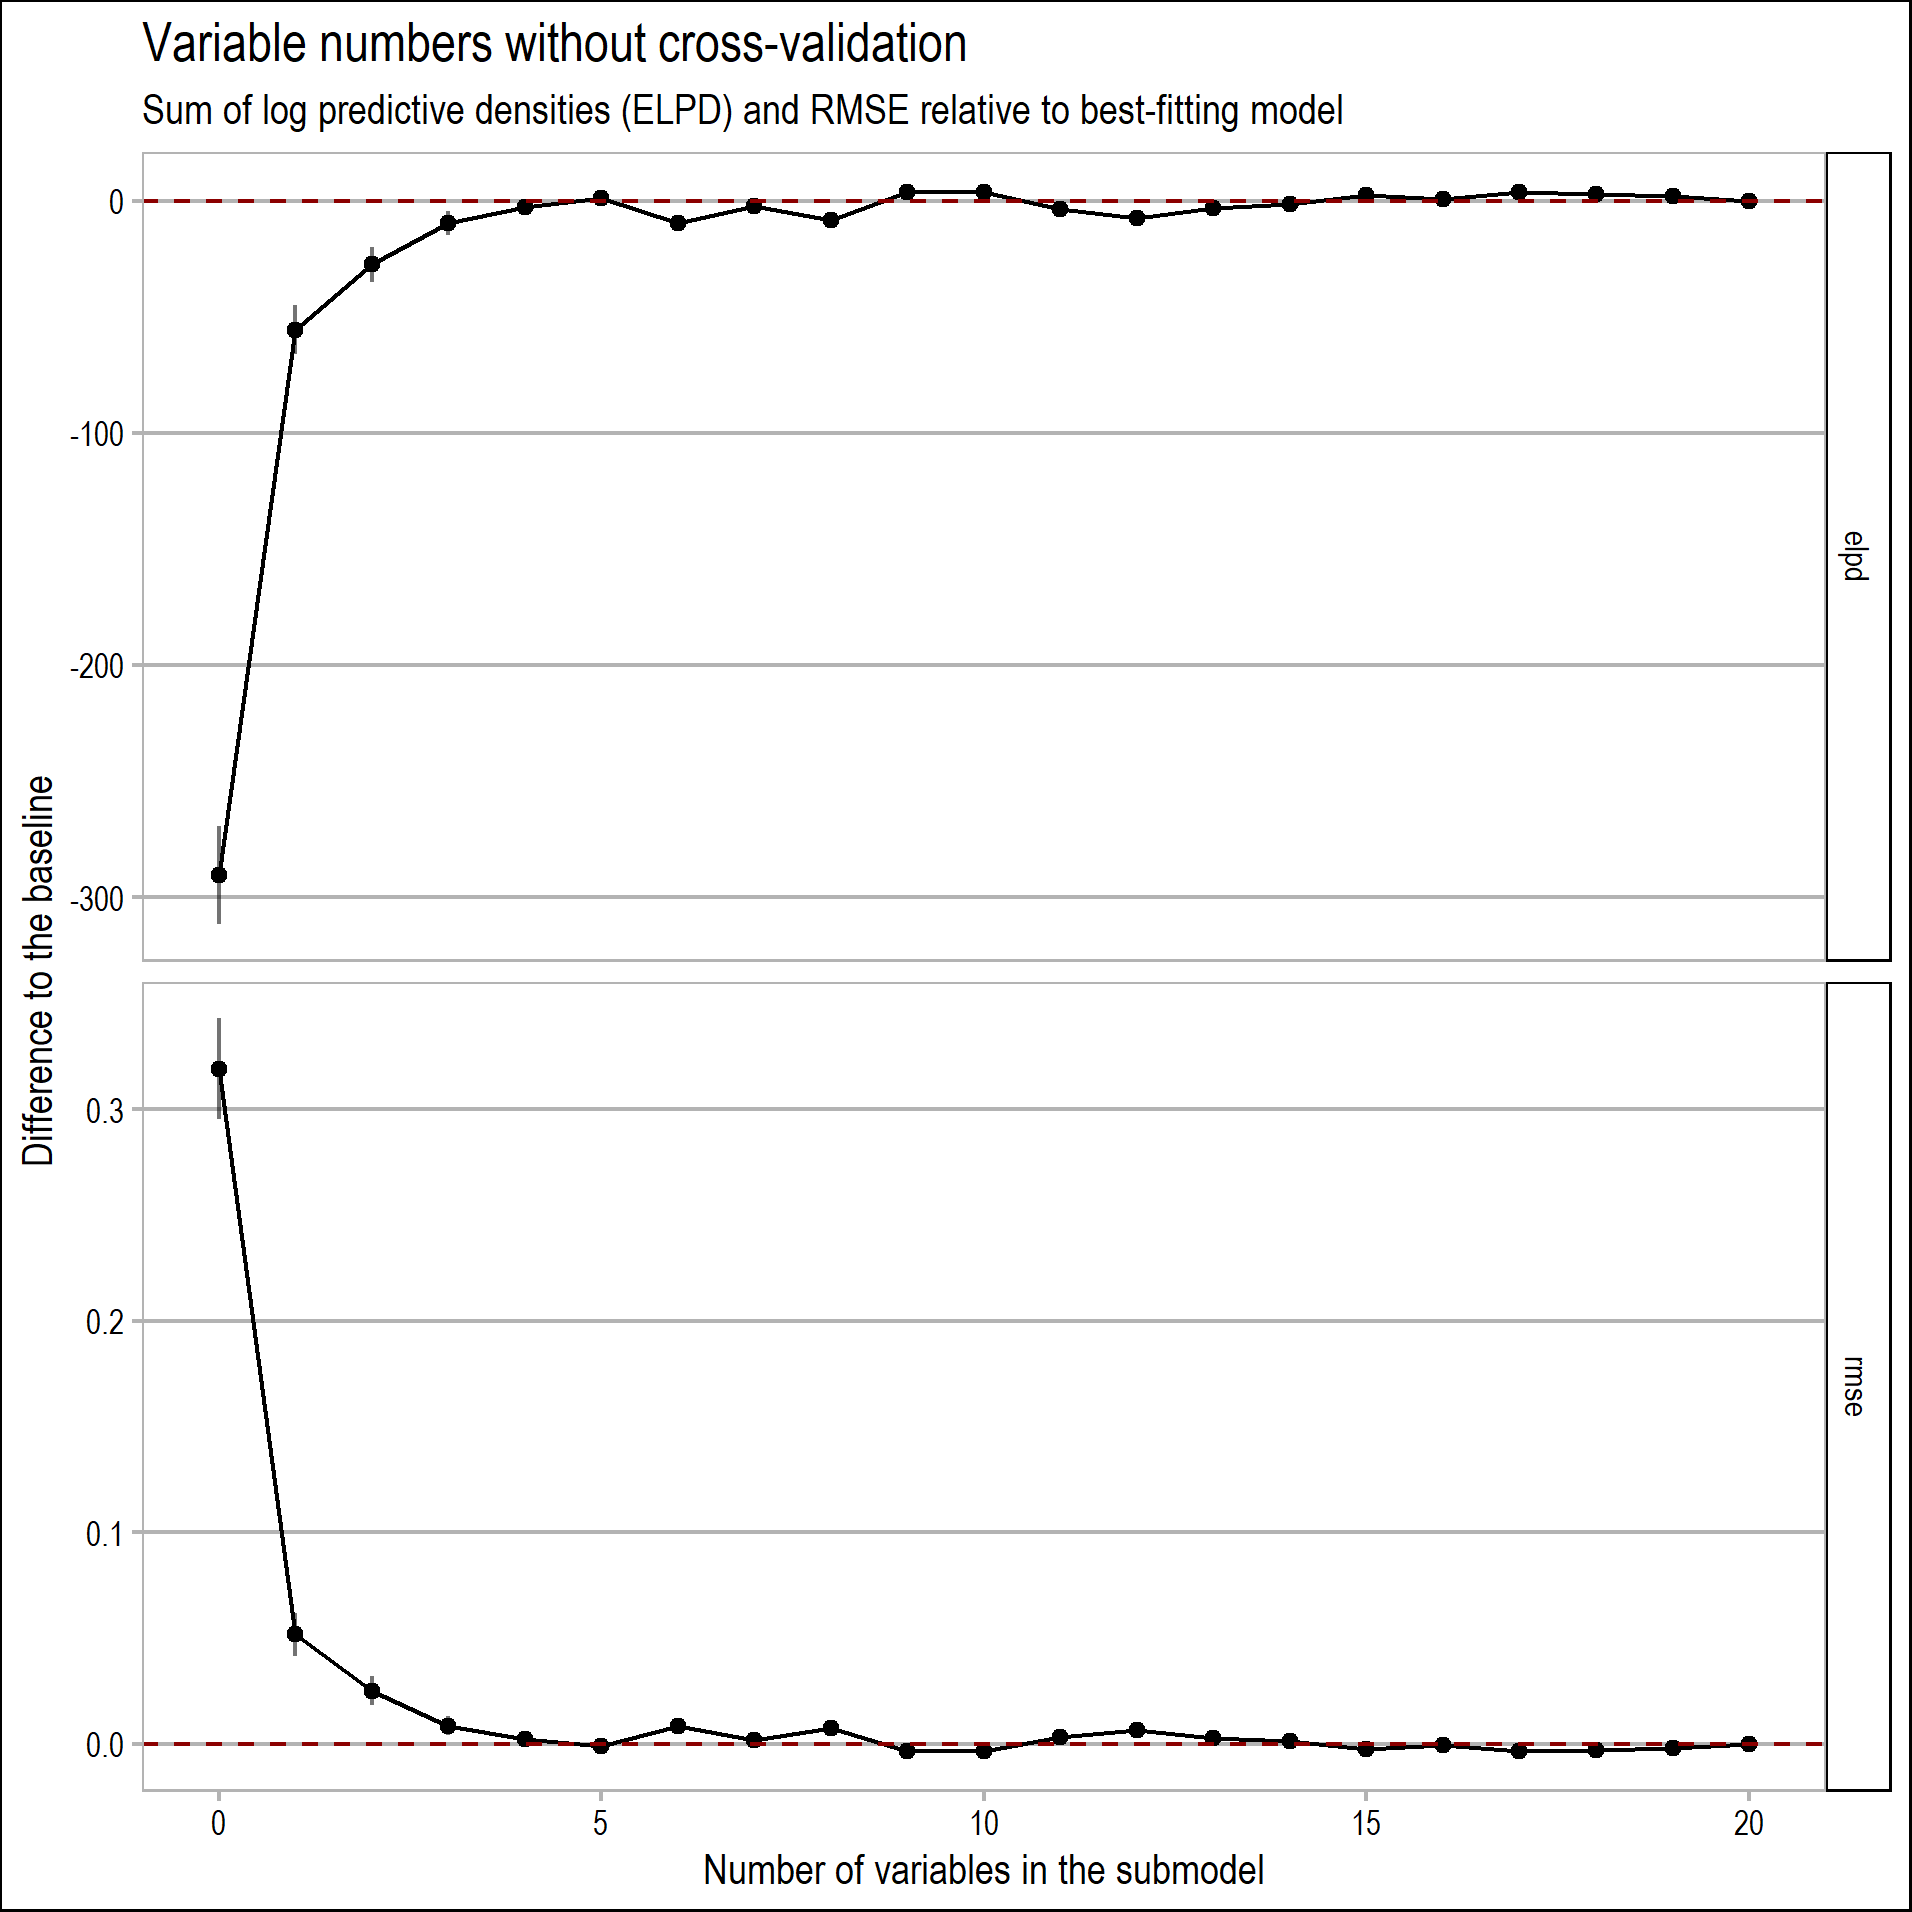 Variable numbers without cross-validation
Sum of log predictive densities (ELPD) and RMSE relative to best-fitting model
Difference to the baseline
0
-100
-200
-300
elpd
0.3
0.2
0.1
0.0
rmse
0
5
10
15
20
Number of variables in the submodel